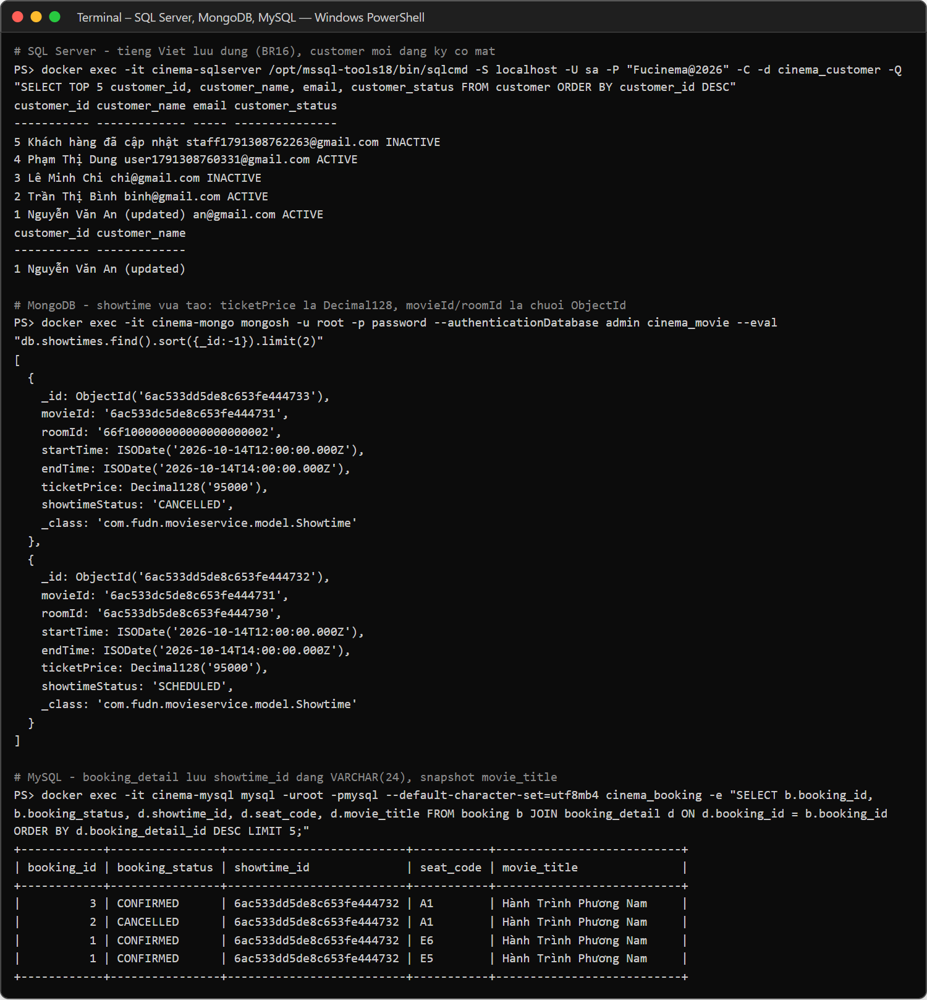 Terminal – SQL Server, MongoDB, MySQL — Windows PowerShell
# SQL Server - tieng Viet luu dung (BR16), customer moi dang ky co mat
PS> docker exec -it cinema-sqlserver /opt/mssql-tools18/bin/sqlcmd -S localhost -U sa -P "Fucinema@2026" -C -d cinema_customer -Q
"SELECT TOP 5 customer_id, customer_name, email, customer_status FROM customer ORDER BY customer_id DESC"
customer_id customer_name email customer_status
----------- ------------- ----- ---------------
5 Khách hàng đã cập nhật staff1791308762263@gmail.com INACTIVE
4 Phạm Thị Dung user1791308760331@gmail.com ACTIVE
3 Lê Minh Chi chi@gmail.com INACTIVE
2 Trần Thị Bình binh@gmail.com ACTIVE
1 Nguyễn Văn An (updated) an@gmail.com ACTIVE
customer_id customer_name
----------- -------------
1 Nguyễn Văn An (updated)
# MongoDB - showtime vua tao: ticketPrice la Decimal128, movieId/roomId la chuoi ObjectId
PS> docker exec -it cinema-mongo mongosh -u root -p password --authenticationDatabase admin cinema_movie --eval
"db.showtimes.find().sort({_id:-1}).limit(2)"
[
  {
    _id: ObjectId('6ac533dd5de8c653fe444733'),
    movieId: '6ac533dc5de8c653fe444731',
    roomId: '66f100000000000000000002',
    startTime: ISODate('2026-10-14T12:00:00.000Z'),
    endTime: ISODate('2026-10-14T14:00:00.000Z'),
    ticketPrice: Decimal128('95000'),
    showtimeStatus: 'CANCELLED',
    _class: 'com.fudn.movieservice.model.Showtime'
  },
  {
    _id: ObjectId('6ac533dd5de8c653fe444732'),
    movieId: '6ac533dc5de8c653fe444731',
    roomId: '6ac533db5de8c653fe444730',
    startTime: ISODate('2026-10-14T12:00:00.000Z'),
    endTime: ISODate('2026-10-14T14:00:00.000Z'),
    ticketPrice: Decimal128('95000'),
    showtimeStatus: 'SCHEDULED',
    _class: 'com.fudn.movieservice.model.Showtime'
  }
]
# MySQL - booking_detail luu showtime_id dang VARCHAR(24), snapshot movie_title
PS> docker exec -it cinema-mysql mysql -uroot -pmysql --default-character-set=utf8mb4 cinema_booking -e "SELECT b.booking_id,
b.booking_status, d.showtime_id, d.seat_code, d.movie_title FROM booking b JOIN booking_detail d ON d.booking_id = b.booking_id
ORDER BY d.booking_detail_id DESC LIMIT 5;"
+------------+----------------+--------------------------+-----------+---------------------------+
| booking_id | booking_status | showtime_id              | seat_code | movie_title               |
+------------+----------------+--------------------------+-----------+---------------------------+
|          3 | CONFIRMED      | 6ac533dd5de8c653fe444732 | A1        | Hành Trình Phương Nam     |
|          2 | CANCELLED      | 6ac533dd5de8c653fe444732 | A1        | Hành Trình Phương Nam     |
|          1 | CONFIRMED      | 6ac533dd5de8c653fe444732 | E6        | Hành Trình Phương Nam     |
|          1 | CONFIRMED      | 6ac533dd5de8c653fe444732 | E5        | Hành Trình Phương Nam     |
+------------+----------------+--------------------------+-----------+---------------------------+